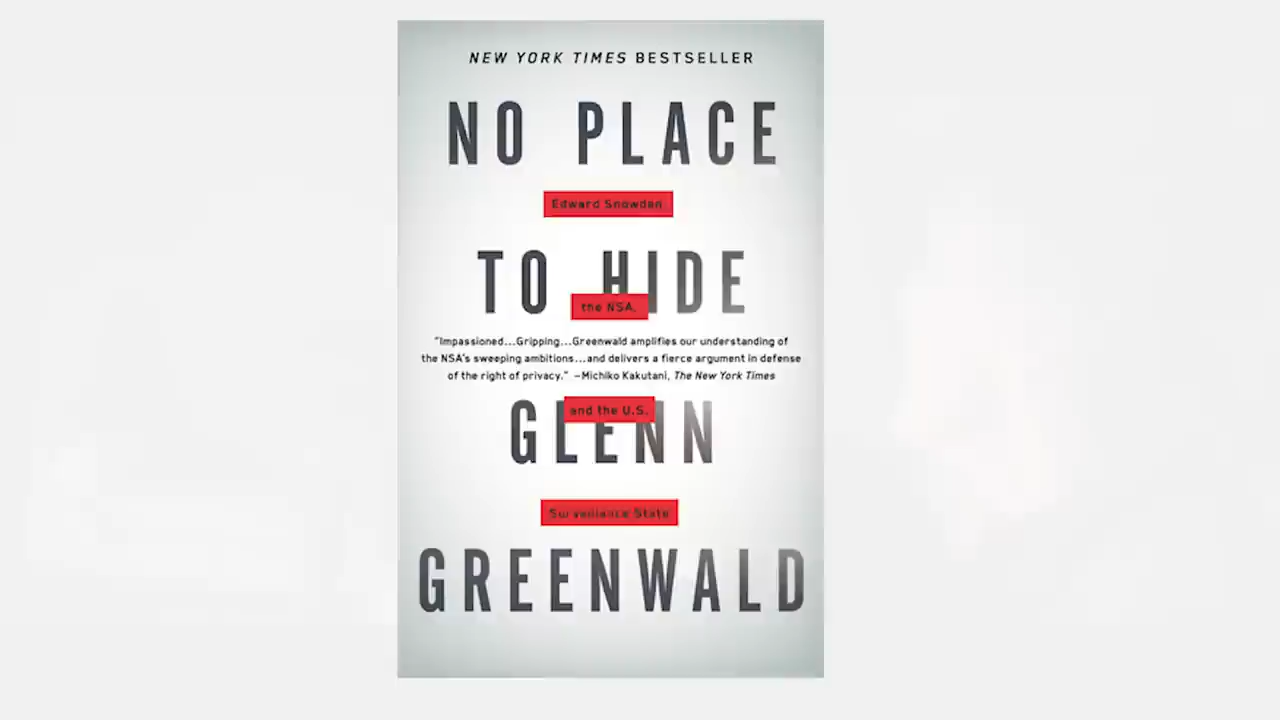 NEW YORK TIMES BESTSELLER
NO PLACE
Edward Snowden,
TO HIDE
the NSA,
"Impassioned...Gripping...Greenwald amplifies our understanding of
the NSA's sweeping ambitions...and delivers a fierce argument in defense
of the right of privacy." –Michiko Kakutani, The New York Times
and the U.S.
GLENN
Surveillance State
GREENWALD